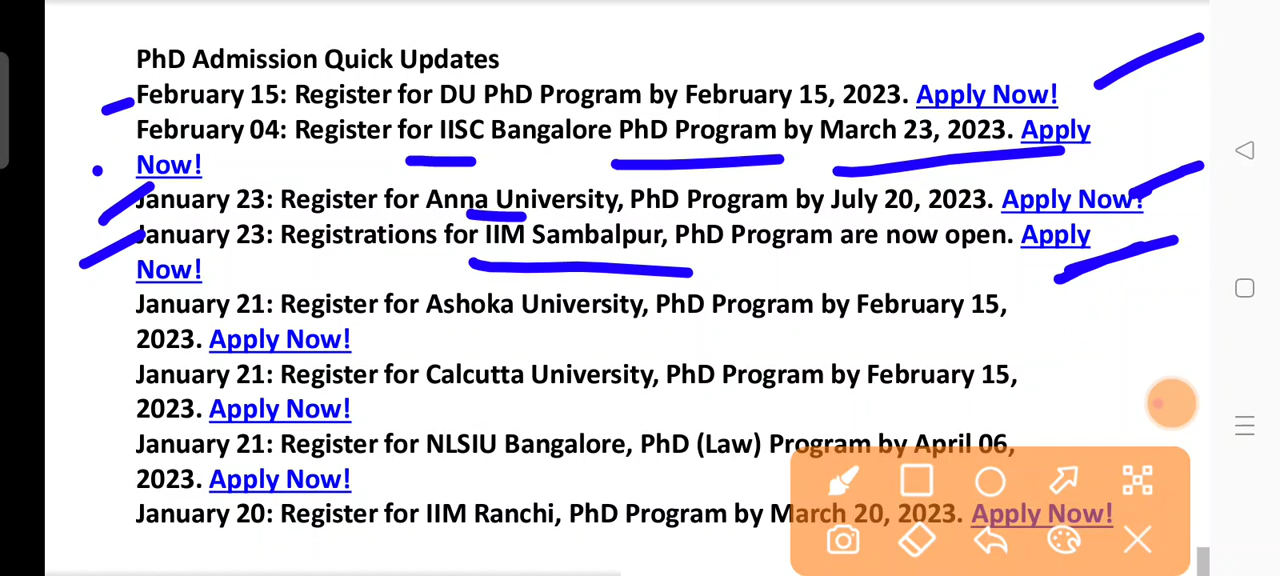 PhD Admission Quick Updates
February 15: Register for DU PhD Program by February 15, 2023. Apply Now!
February 04: Register for IISC Bangalore PhD Program by March 23, 2023. Apply
Now!
January 23: Register for Anna University, PhD Program by July 20, 2023. Apply Now!
January 23: Registrations for IIM Sambalpur, PhD Program are now open. Apply
Now!
January 21: Register for Ashoka University, PhD Program by February 15,
2023. Apply Now!
January 21: Register for Calcutta University, PhD Program by February 15,
2023. Apply Now!
January 21: Register for NLSIU Bangalore, PhD (Law) Program by April 06,
2023. Apply Now!
January 20: Register for IIM Ranchi, PhD Program by March 20, 2023. Apply Now!